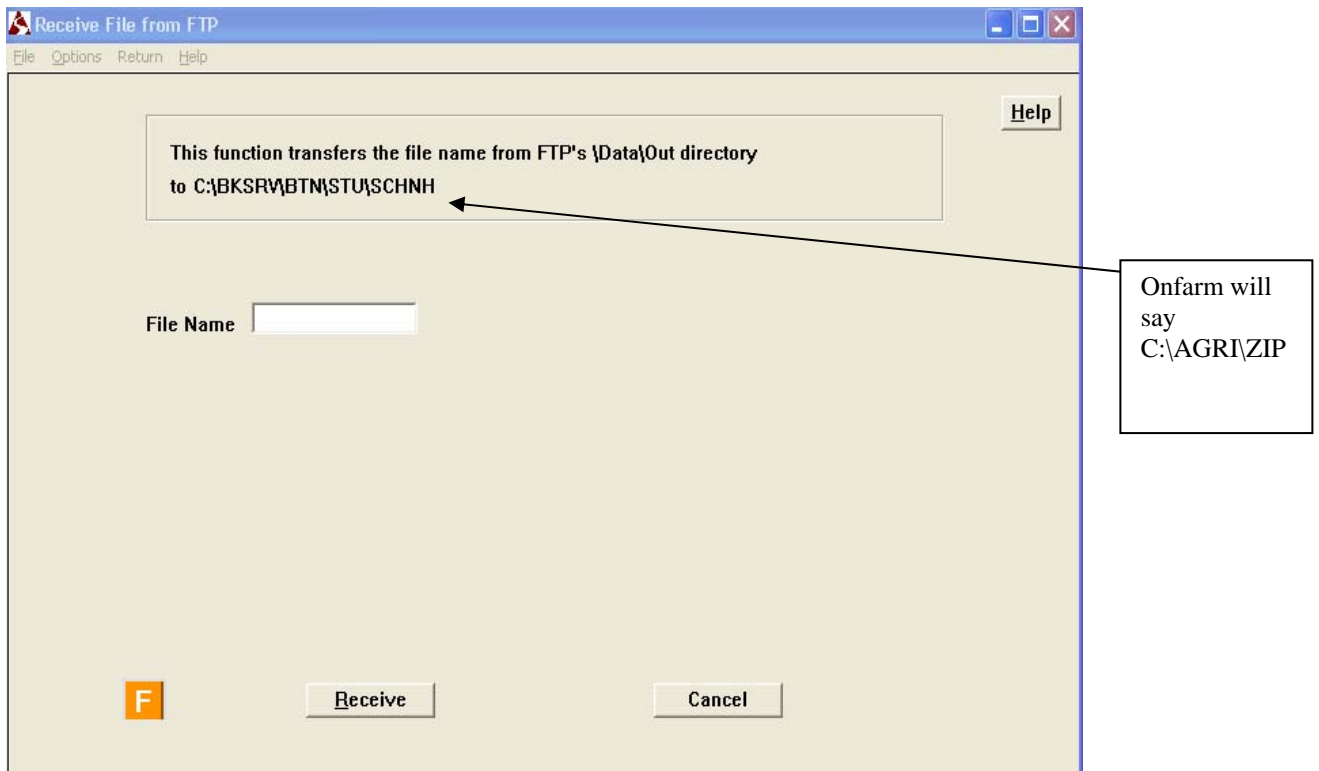 Receive File from FTP
File Options Return Help
Help
This function transfers the file name from FTP's \Data\Out directory
to C:\BKSRV\BTN\STU\SCHNH
Onfarm will
say
C:\AGRI\ZIP
File Name
F
Receive
Cancel